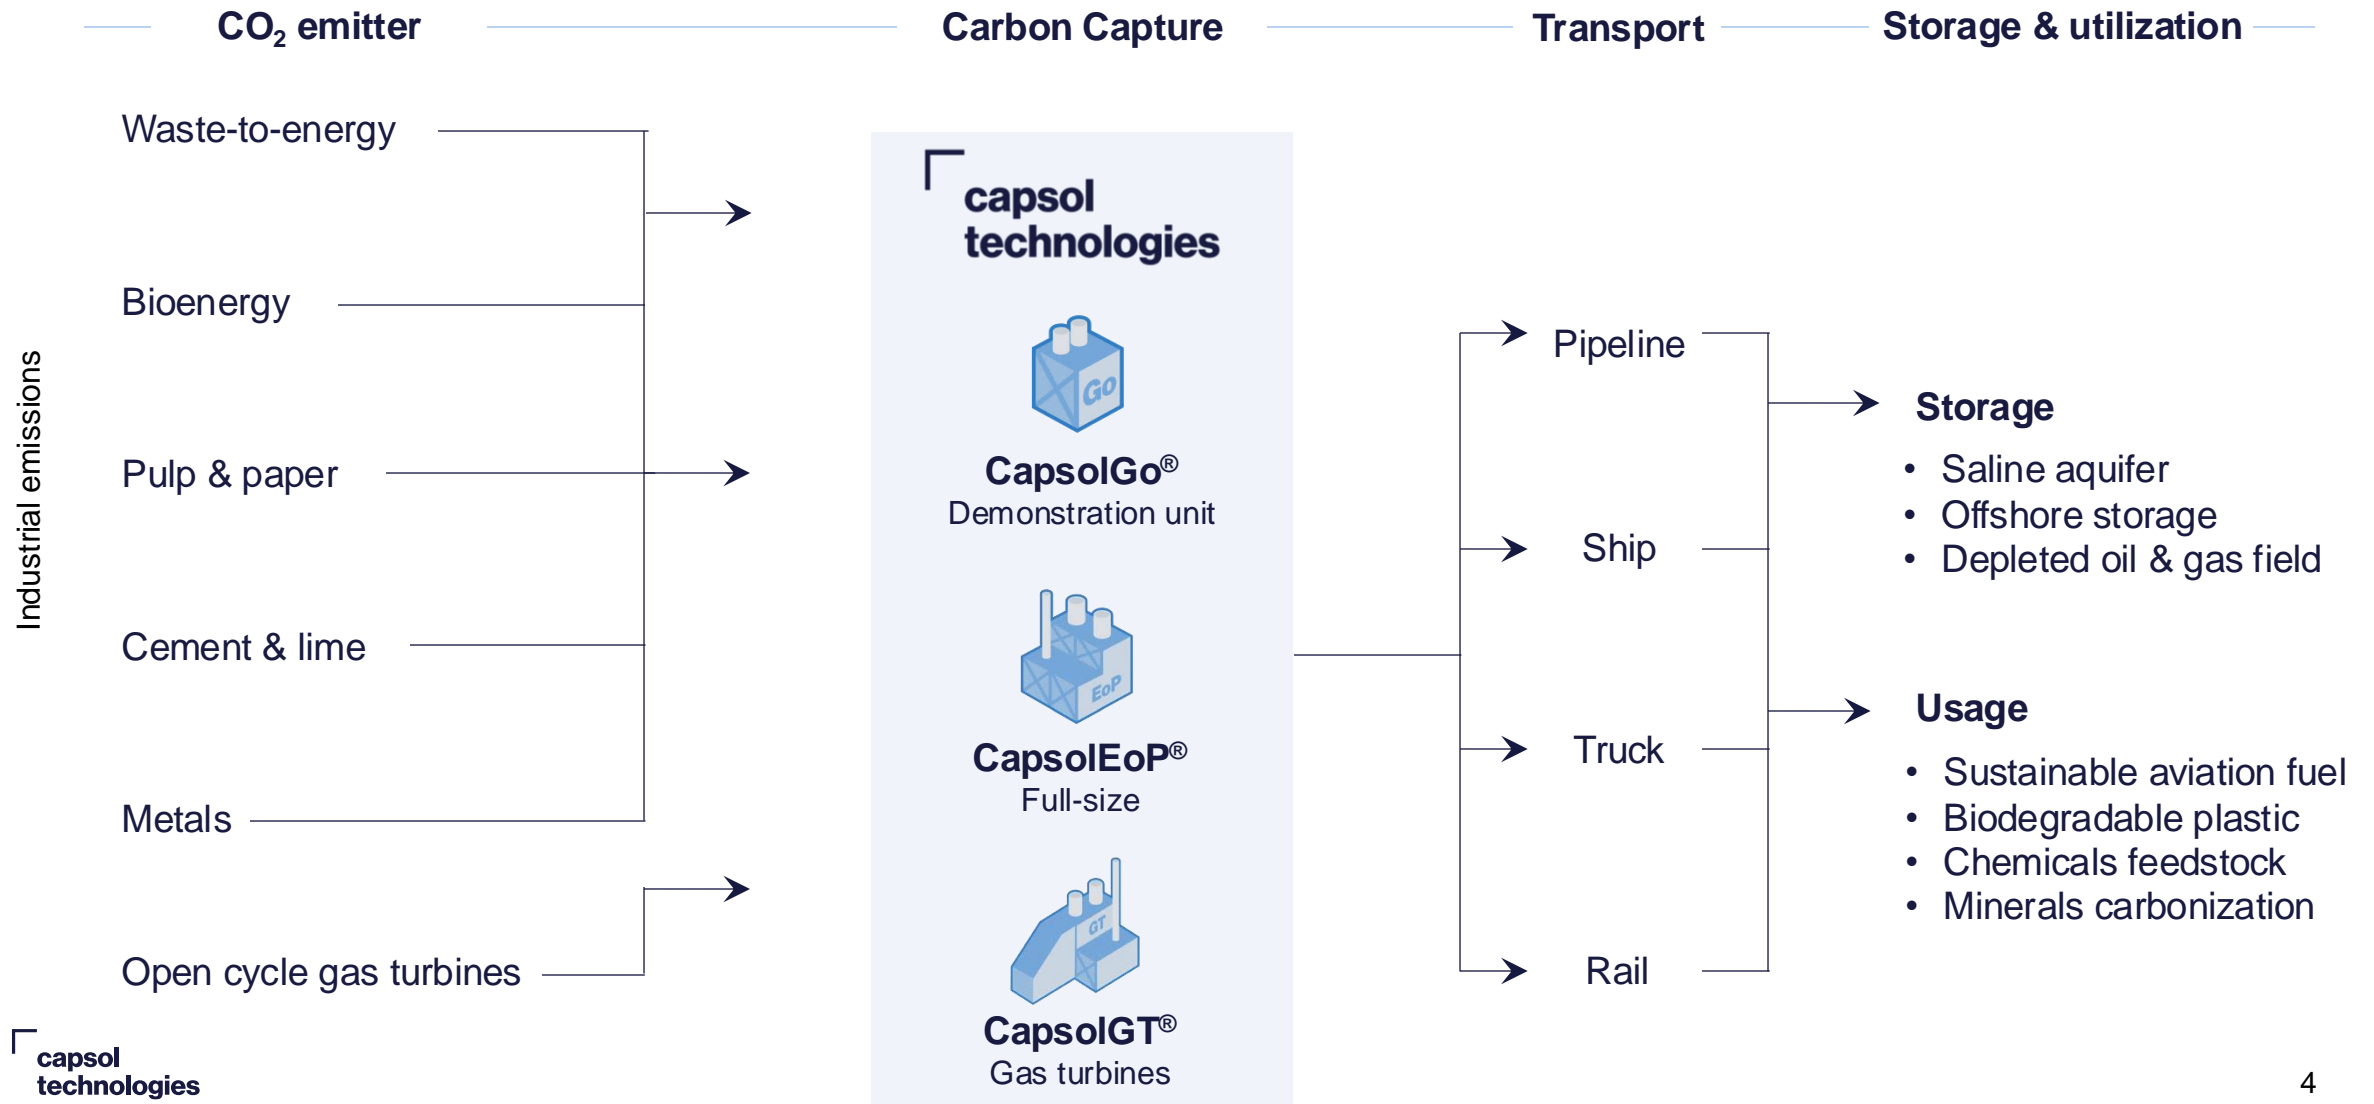 CO₂ emitter
Carbon Capture
Transport
Storage & utilization
Industrial emissions
Waste-to-energy
Bioenergy
Pulp & paper
Cement & lime
Metals
Open cycle gas turbines
capsol
technologies
Go
CapsolGo®
Demonstration unit
EoP
CapsolEoP®
Full-size
GT
CapsolGT®
Gas turbines
Pipeline
Ship
Truck
Rail
Storage
• Saline aquifer
• Offshore storage
• Depleted oil & gas field
Usage
• Sustainable aviation fuel
• Biodegradable plastic
• Chemicals feedstock
• Minerals carbonization
capsol
technologies
4